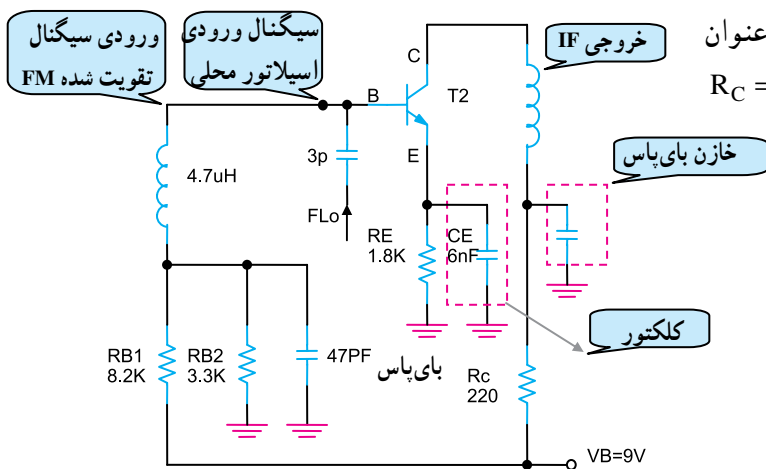 ورودی سیگنال
تقویت شده FM
سیگنال ورودی
اسیلاتور محلی
خروجی IF
عنوان
R_C =
C
B
T2
E
خازن بای‌پاس
4.7uH
3p
FLo
RE
1.8K
CE
6nF
کلکتور
RB1
8.2K
RB2
3.3K
47PF
بای‌پاس
Rc
220
VB=9V